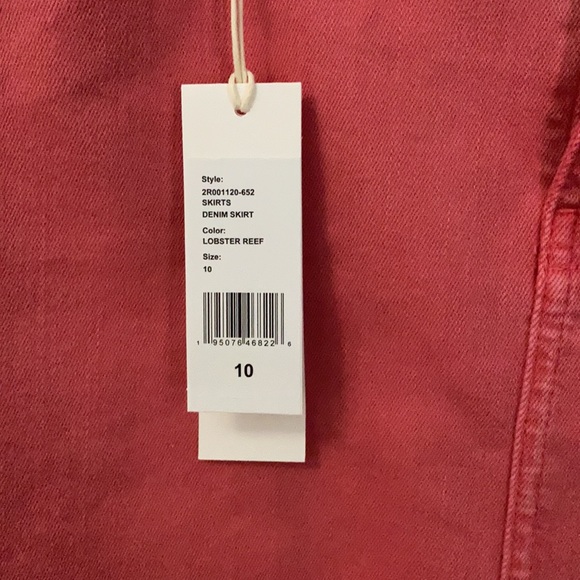 Style:
2R001120-652
SKIRTS
DENIM SKIRT
Color:
LOBSTER REEF
Size:
10
1 95076 46822 6
10